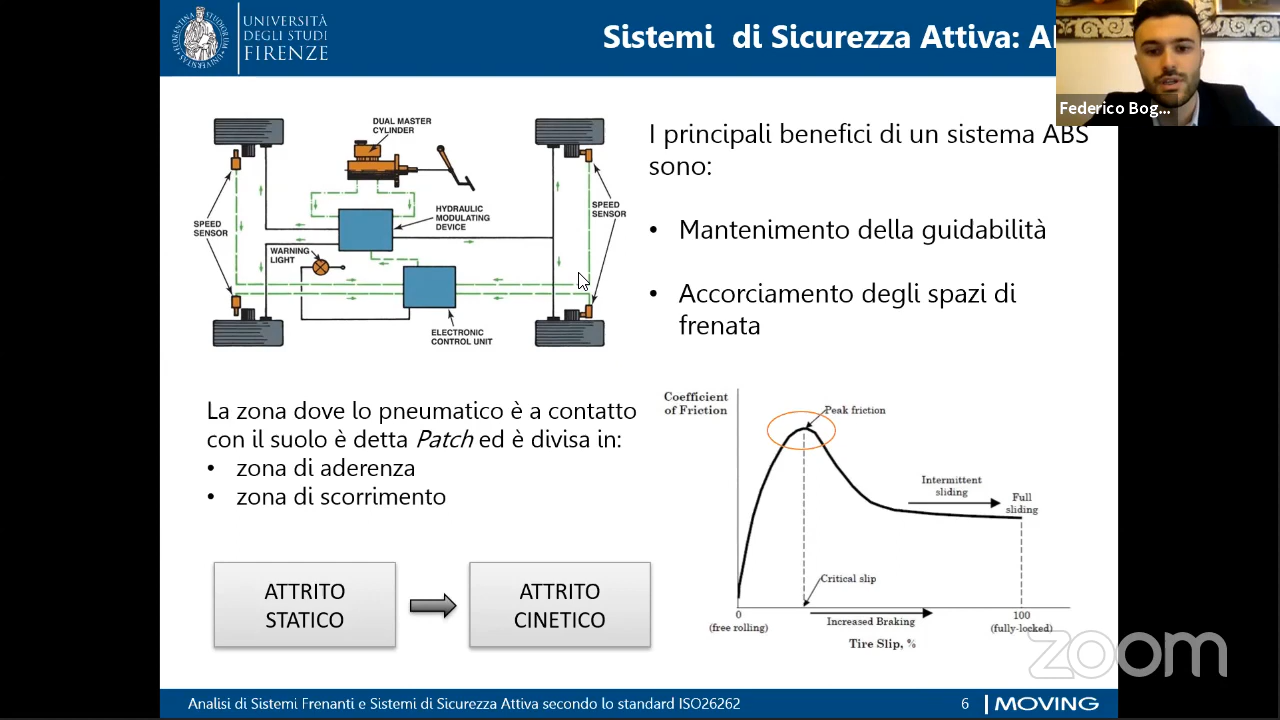 UNIVERSITÀ
DEGLI STUDI
FIRENZE
Sistemi di Sicurezza Attiva:
Federico Bog...
DUAL MASTER
CYLINDER
SPEED
SENSOR
HYDRAULIC
MODULATING
DEVICE
SPEED
SENSOR
WARNING
LIGHT
ELECTRONIC
CONTROL UNIT
I principali benefici di un sistema ABS
sono:
• Mantenimento della guidabilità
• Accorciamento degli spazi di
frenata
La zona dove lo pneumatico è a contatto
con il suolo è detta Patch ed è divisa in:
• zona di aderenza
• zona di scorrimento
ATTRITO
STATICO
ATTRITO
CINETICO
Coefficient
of Friction
Peak friction
Intermittent
sliding
Full
sliding
Critical slip
0
(free rolling)
Increased Braking
100
(fully-locked)
Tire Slip, %
zoom
Analisi di Sistemi Frenanti e Sistemi di Sicurezza Attiva secondo lo standard ISO26262
6
MOVING